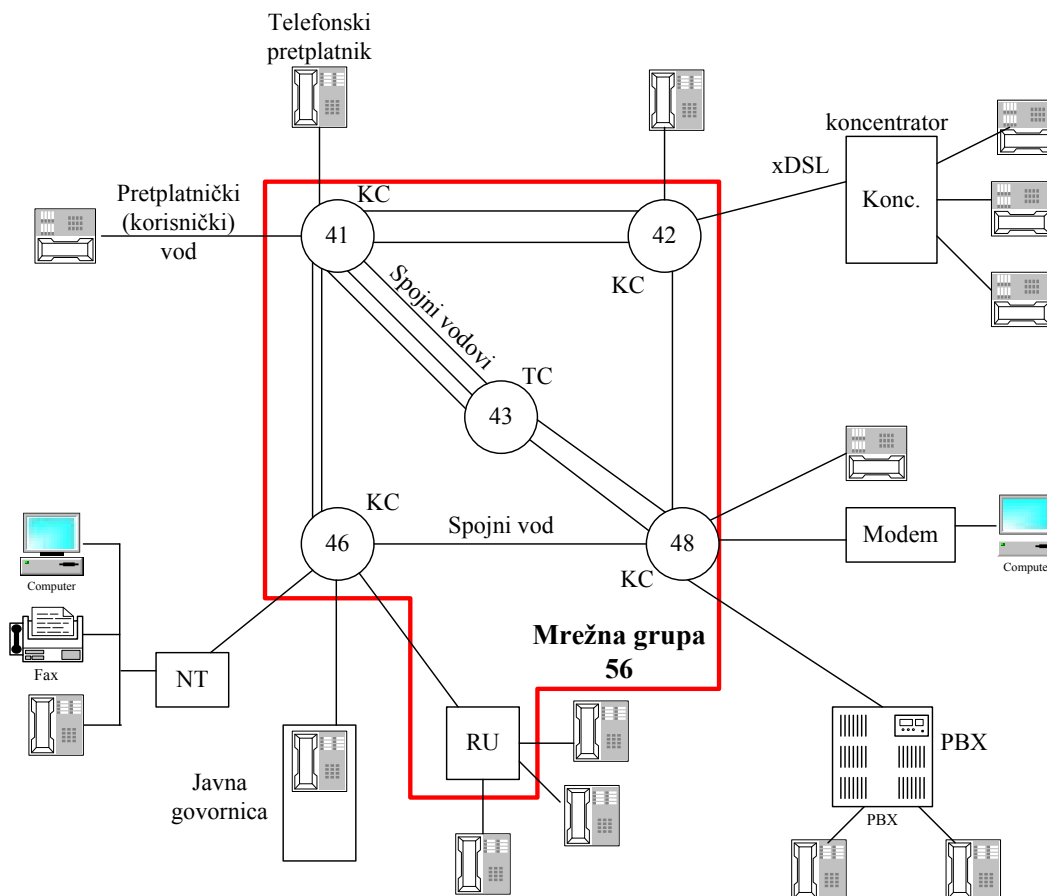 Telefonski
pretplatnik
koncentrator
xDSL
Konc.
Pretplatnički
(korisnički)
vod
KC
41
42
KC
Spojni vodovi
TC
43
KC
46
Spojni vod
48
KC
Modem
Computer
Compute
Fax
NT
Mrežna grupa
56
RU
Javna
govornica
PBX
PBX